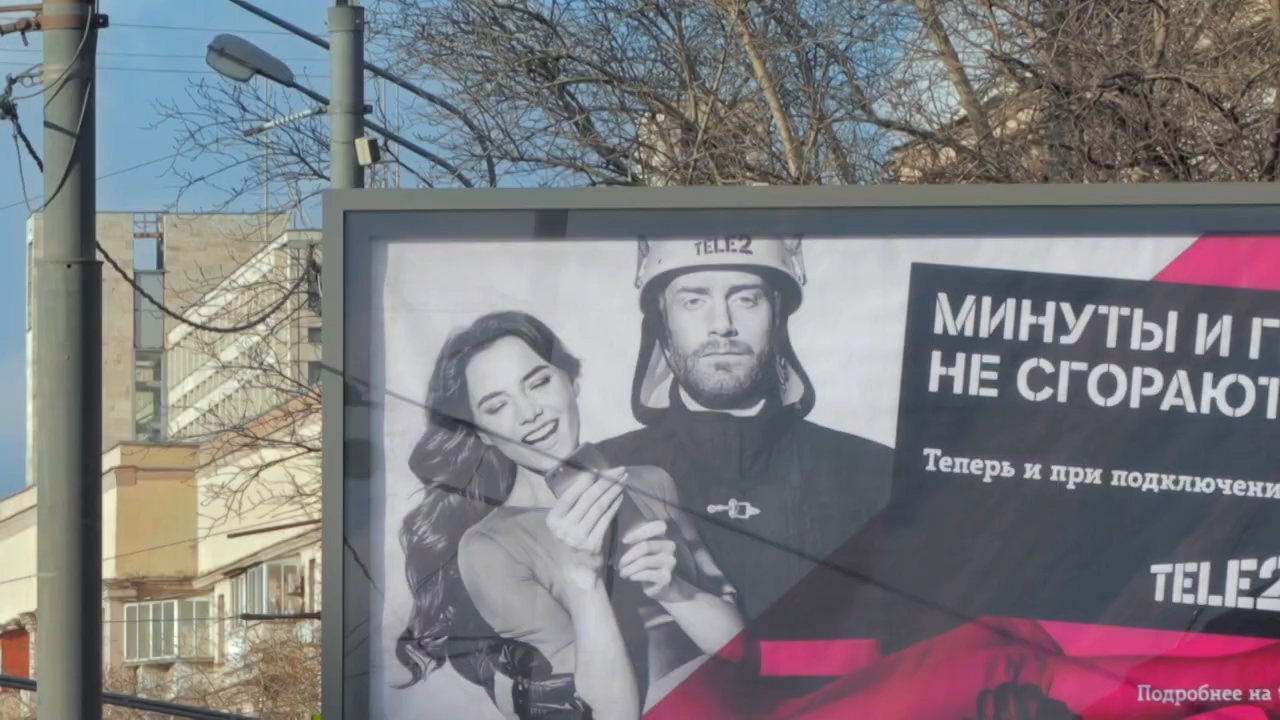 TELE2
МИНУТЫ И Г
НЕ СГОРАЮТ
Теперь и при подключени
TELE2
Подробнее на